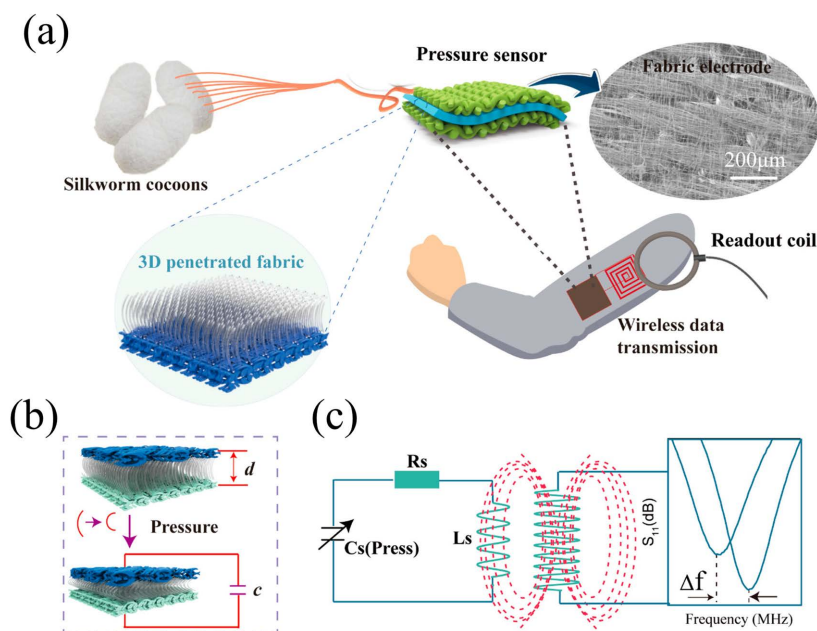 (a)
Pressure sensor
Fabric electrode
200μm
Silkworm cocoons
3D penetrated fabric
Readout coil
Wireless data
transmission
(b)
d
Pressure
c
(c)
Rs
Cs(Press)
Ls
S₁₁(dB)
Δf
Frequency (MHz)